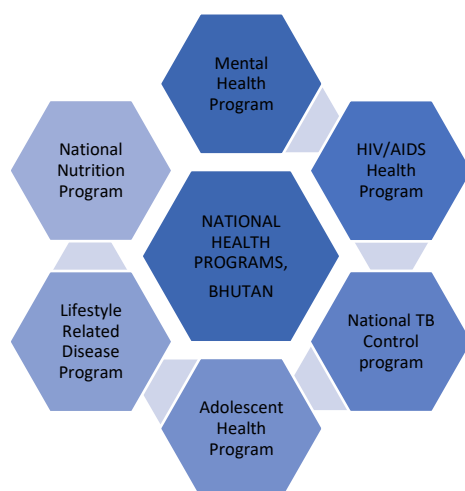 Mental
Health
Program
HIV/AIDS
Health
Program
National TB
Control
program
Adolescent
Health
Program
Lifestyle
Related
Disease
Program
National
Nutrition
Program
NATIONAL
HEALTH
PROGRAMS,
BHUTAN